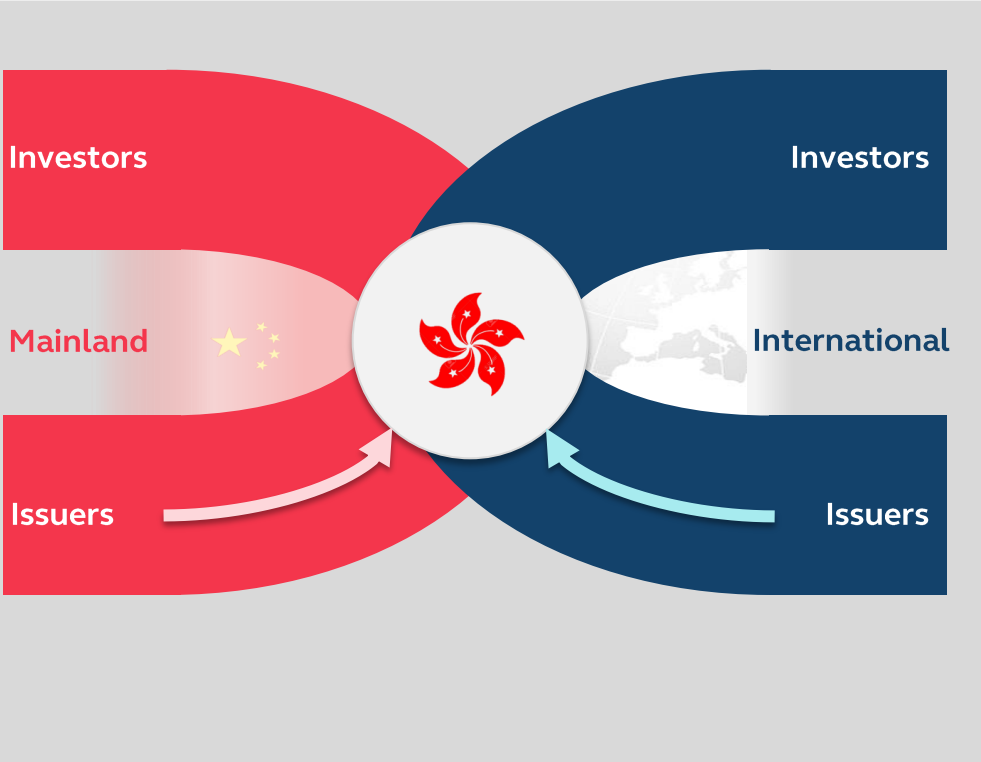 Investors
Investors
Mainland
International
Issuers
Issuers